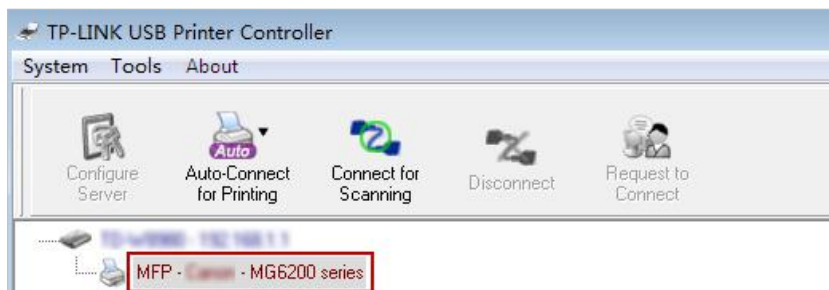 TP-LINK USB Printer Controller
System Tools About
Configure Server
Auto
Auto-Connect for Printing
Connect for Scanning
Disconnect
Request to Connect
MFP - - MG6200 series